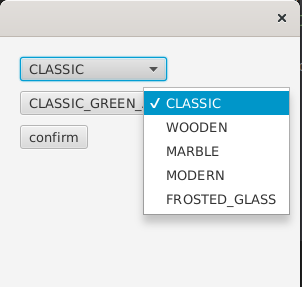 CLASSIC
CLASSIC_GREEN_
✓ CLASSIC
WOODEN
MARBLE
MODERN
FROSTED_GLASS
confirm